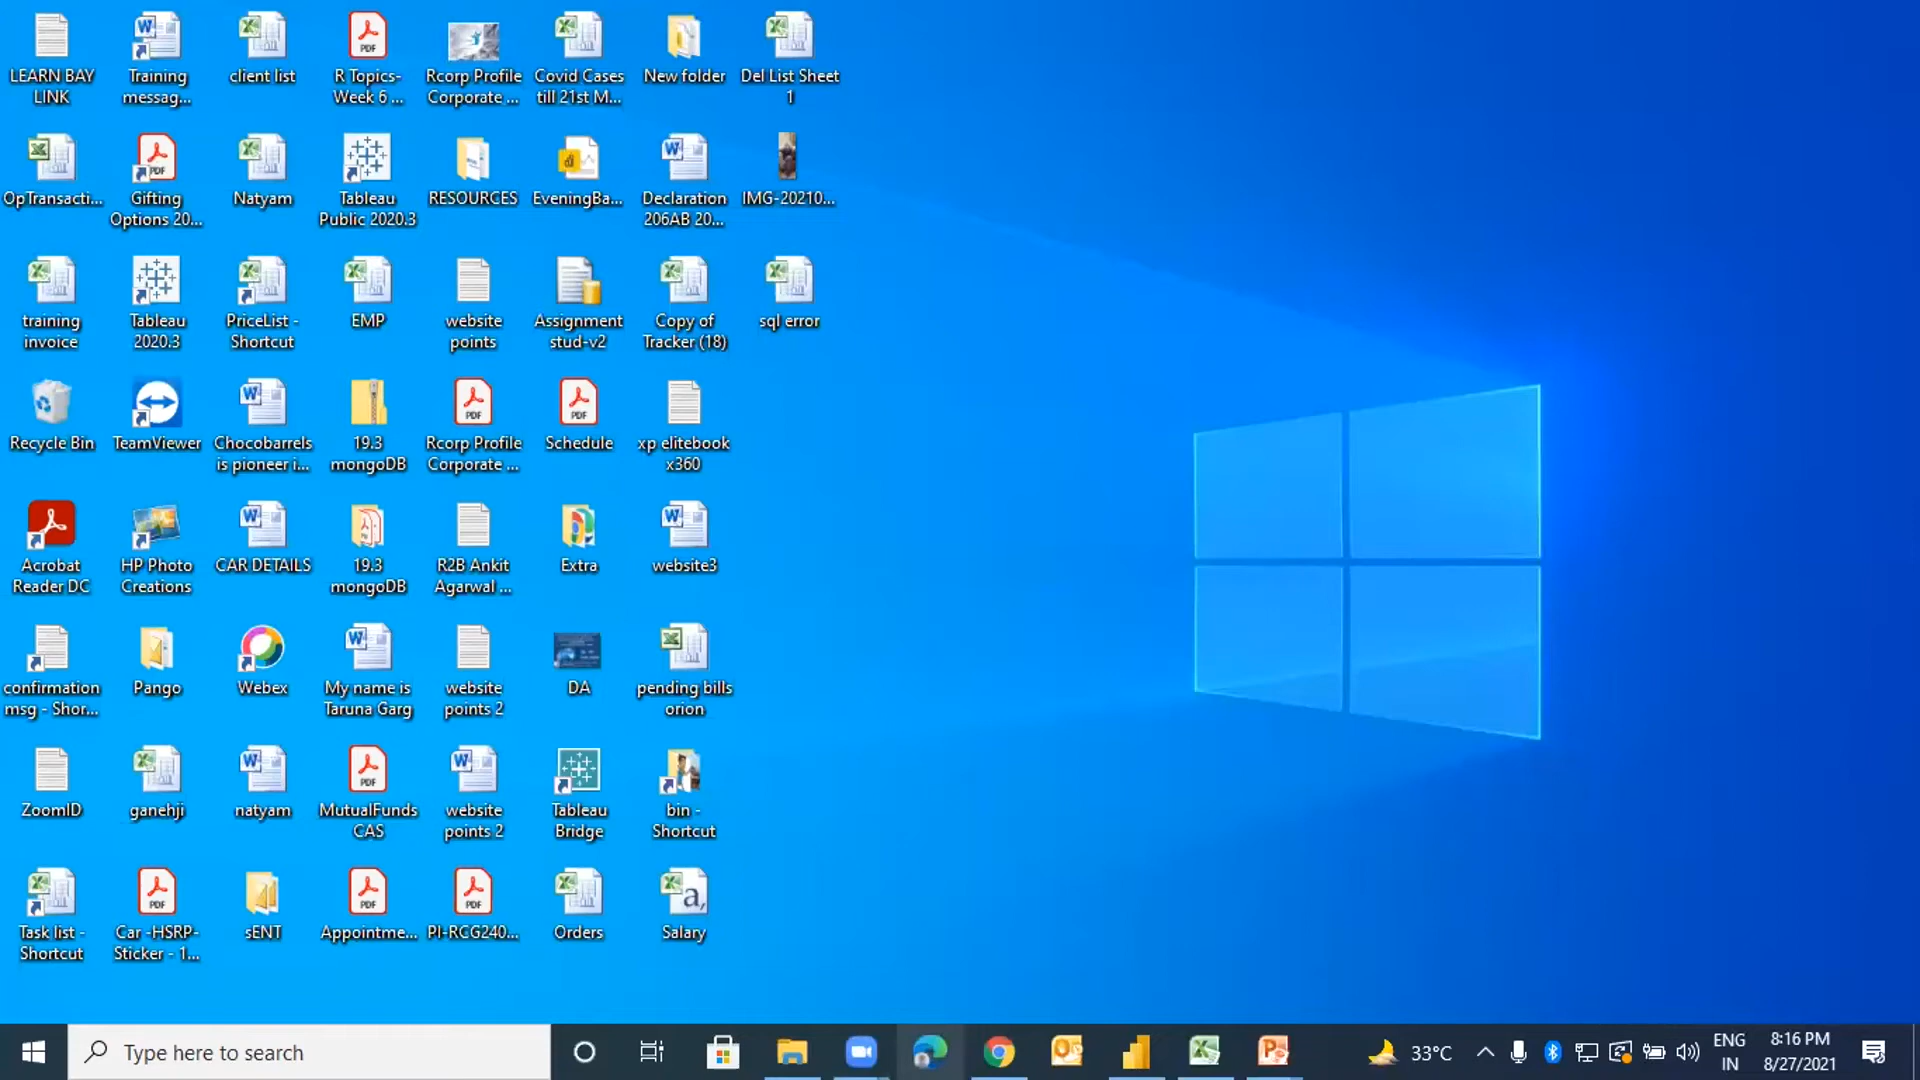 LEARN BAY
LINK
Training
messag...
client list
R Topics-
Week 6 ...
Rcorp Profile
Corporate ...
Covid Cases
till 21st M...
New folder
Del List Sheet
1
OpTransacti...
Gifting
Options 20...
Natyam
Tableau
Public 2020.3
RESOURCES
EveningBa...
Declaration
206AB 20...
IMG-20210...
training
invoice
Tableau
2020.3
PriceList -
Shortcut
EMP
website
points
Assignment
stud-v2
Copy of
Tracker (18)
sql error
Recycle Bin
TeamViewer
Chocobarrels
is pioneer i...
19.3
mongoDB
Rcorp Profile
Corporate ...
Schedule
xp elitebook
x360
Acrobat
Reader DC
HP Photo
Creations
CAR DETAILS
19.3
mongoDB
R2B Ankit
Agarwal ...
Extra
website3
confirmation
msg - Shor...
Pango
Webex
My name is
Taruna Garg
website
points 2
DA
pending bills
orion
ZoomID
ganehji
natyam
MutualFunds
CAS
website
points 2
Tableau
Bridge
bin -
Shortcut
Task list -
Shortcut
Car -HSRP-
Sticker - 1...
sENT
Appointme...
PI-RCG240...
Orders
Salary
Type here to search
33°C
ENG
IN
8:16 PM
8/27/2021